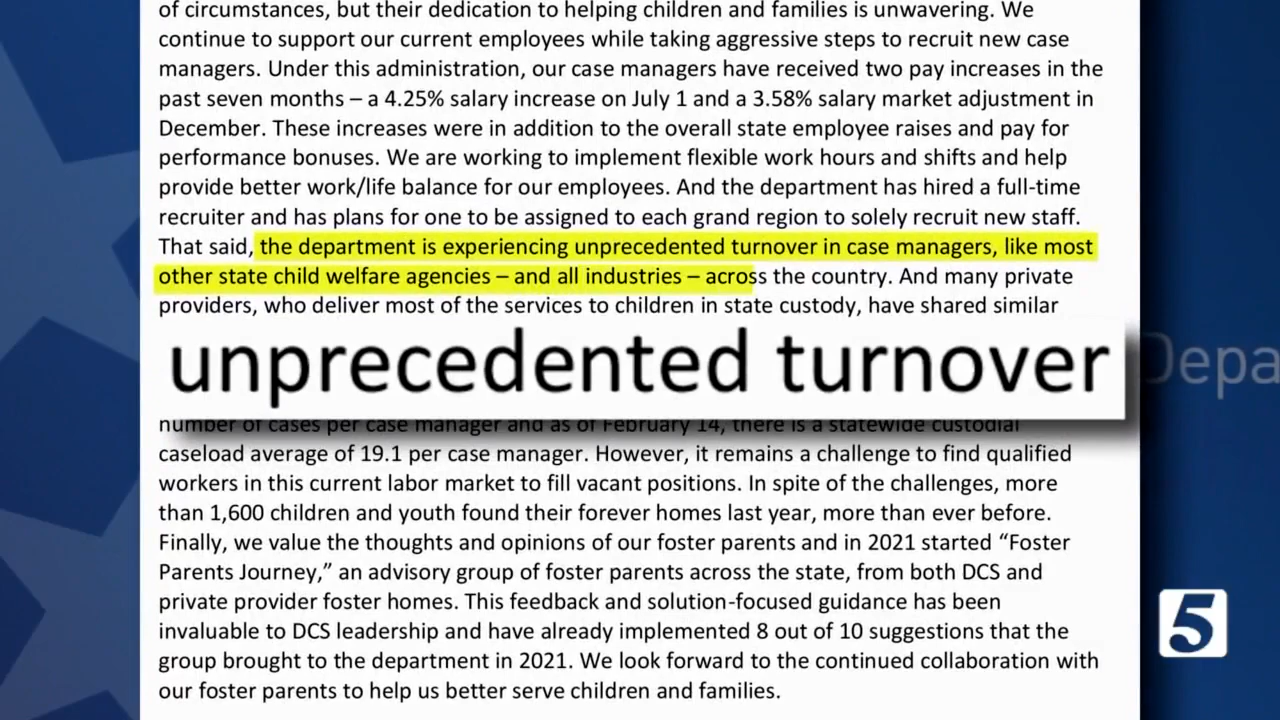 of circumstances, but their dedication to helping children and families is unwavering. We
continue to support our current employees while taking aggressive steps to recruit new case
managers. Under this administration, our case managers have received two pay increases in the
past seven months – a 4.25% salary increase on July 1 and a 3.58% salary market adjustment in
December. These increases were in addition to the overall state employee raises and pay for
performance bonuses. We are working to implement flexible work hours and shifts and help
provide better work/life balance for our employees. And the department has hired a full-time
recruiter and has plans for one to be assigned to each grand region to solely recruit new staff.
That said, the department is experiencing unprecedented turnover in case managers, like most
other state child welfare agencies – and all industries – across the country. And many private
providers, who deliver most of the services to children in state custody, have shared similar
unprecedented turnover
Depa
number of cases per case manager and as of February 14, there is a statewide custodial
caseload average of 19.1 per case manager. However, it remains a challenge to find qualified
workers in this current labor market to fill vacant positions. In spite of the challenges, more
than 1,600 children and youth found their forever homes last year, more than ever before.
Finally, we value the thoughts and opinions of our foster parents and in 2021 started “Foster
Parents Journey,” an advisory group of foster parents across the state, from both DCS and
private provider foster homes. This feedback and solution-focused guidance has been
invaluable to DCS leadership and have already implemented 8 out of 10 suggestions that the
group brought to the department in 2021. We look forward to the continued collaboration with
our foster parents to help us better serve children and families.
5